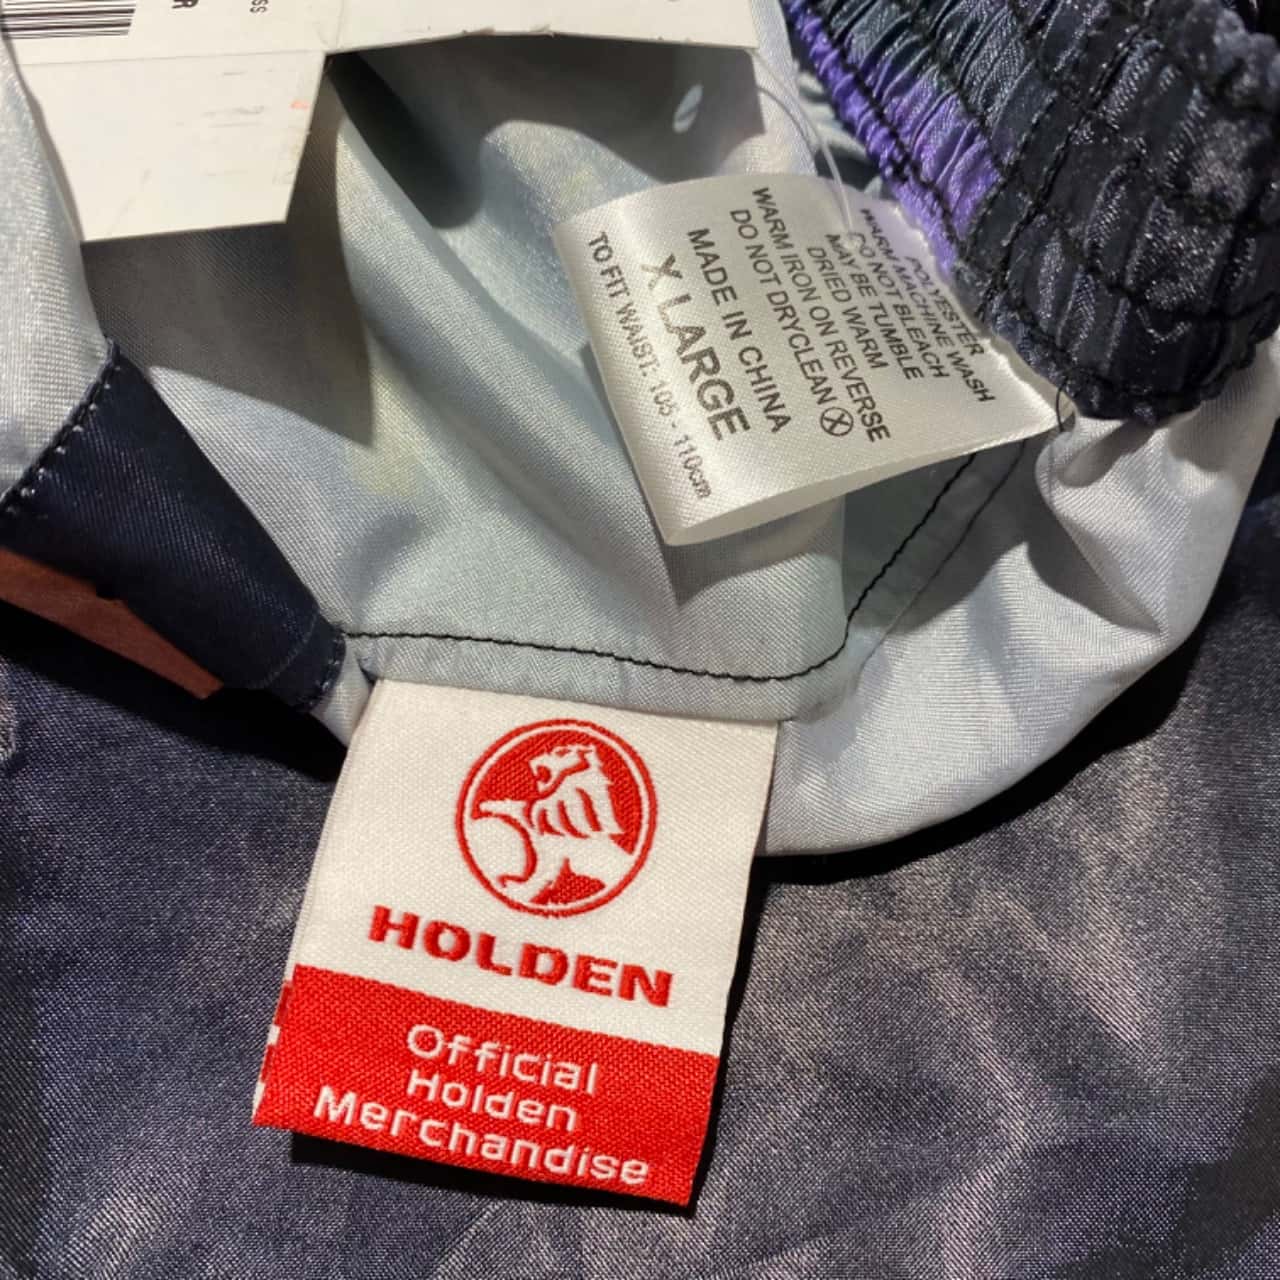 POLYESTER
WARM MACHINE WASH
DO NOT BLEACH
MAY BE TUMBLE
DRIED WARM
WARM IRON ON REVERSE
DO NOT DRYCLEAN
MADE IN CHINA
X LARGE
TO FIT WAIST: 105 - 110cm
HOLDEN
Official
Holden
Merchandise